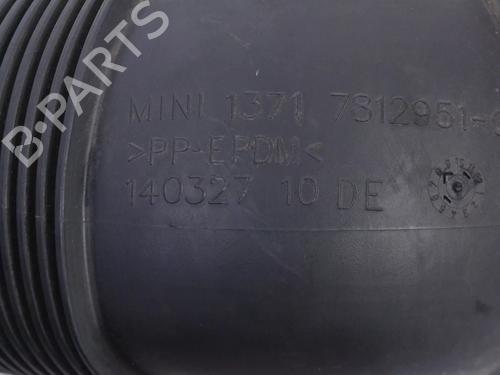 B-PARTS
MINI 1371 7812951-
>PP-EPDM<
140327 10 DE